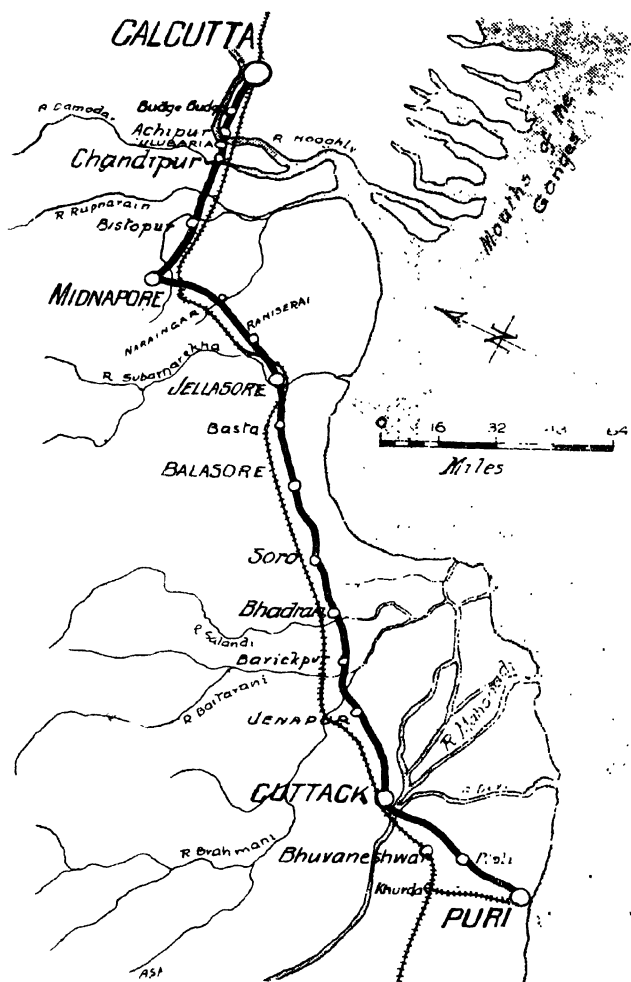 CALCUTTA
Budge Budge
R Damoda.
Achipur
ULUBARIA
R Hooghly
Chandipur
Mouths of the
Ganges
R Rupnarain
Bistopur
MIDNAPORE
NARAINGAR
RANISERAI
N
R Subarnarekha
JELLASORE
0 16 32 48 64
Miles
Basta
BALASORE
Soro
Bhadrak
R Salandi
Barickpur
R Baitarani
JENAPUR
R Mahanadi
CUTTACK
R Brahmani
Bhuvaneshwar
Pipli
Khurda
PURI